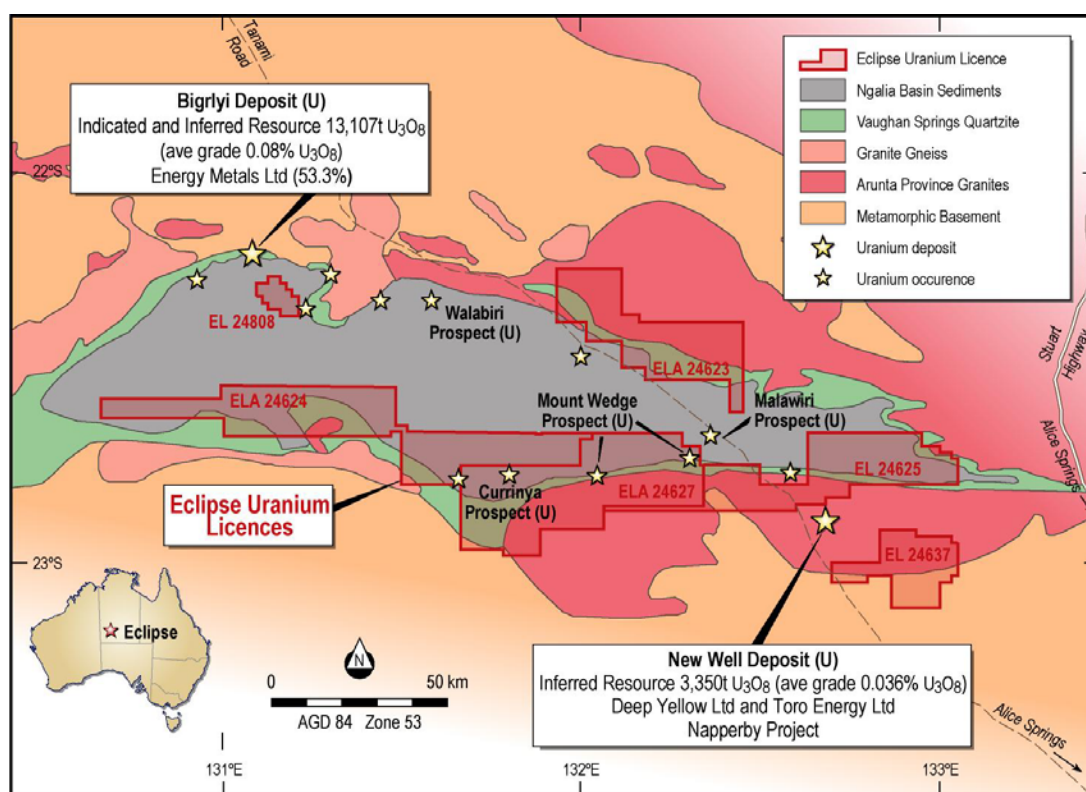 Tanami
Road
Bigrlyi Deposit (U)
Indicated and Inferred Resource 13,107t U₃O₈
(ave grade 0.08% U₃O₈)
Energy Metals Ltd (53.3%)
Eclipse Uranium Licence
Ngalia Basin Sediments
Vaughan Springs Quartzite
Granite Gneiss
Arunta Province Granites
Metamorphic Basement
Uranium deposit
Uranium occurence
22ºS
EL 24808
Walabiri
Prospect (U)
ELA 24623
Stuart
Highway
ELA 24624
Mount Wedge
Prospect (U)
Malawiri
Prospect (U)
Alice Springs
EL 24625
Currinya
Prospect (U)
ELA 24627
Eclipse Uranium
Licences
EL 24637
23ºS
Eclipse
N
0 50 km
AGD 84 Zone 53
New Well Deposit (U)
Inferred Resource 3,350t U₃O₈ (ave grade 0.036% U₃O₈)
Deep Yellow Ltd and Toro Energy Ltd
Napperby Project
Alice Springs
131ºE
132ºE
133ºE